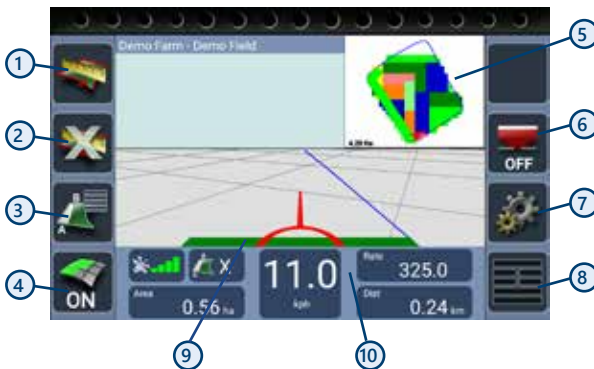 Demo Farm - Demo Field
4.20 Ha
1
2
3
4
5
6
7
8
9
10
A
B
ON
OFF
X
11.0
kph
Rate
325.0
Area
0.56 ha
Dist
0.24 km